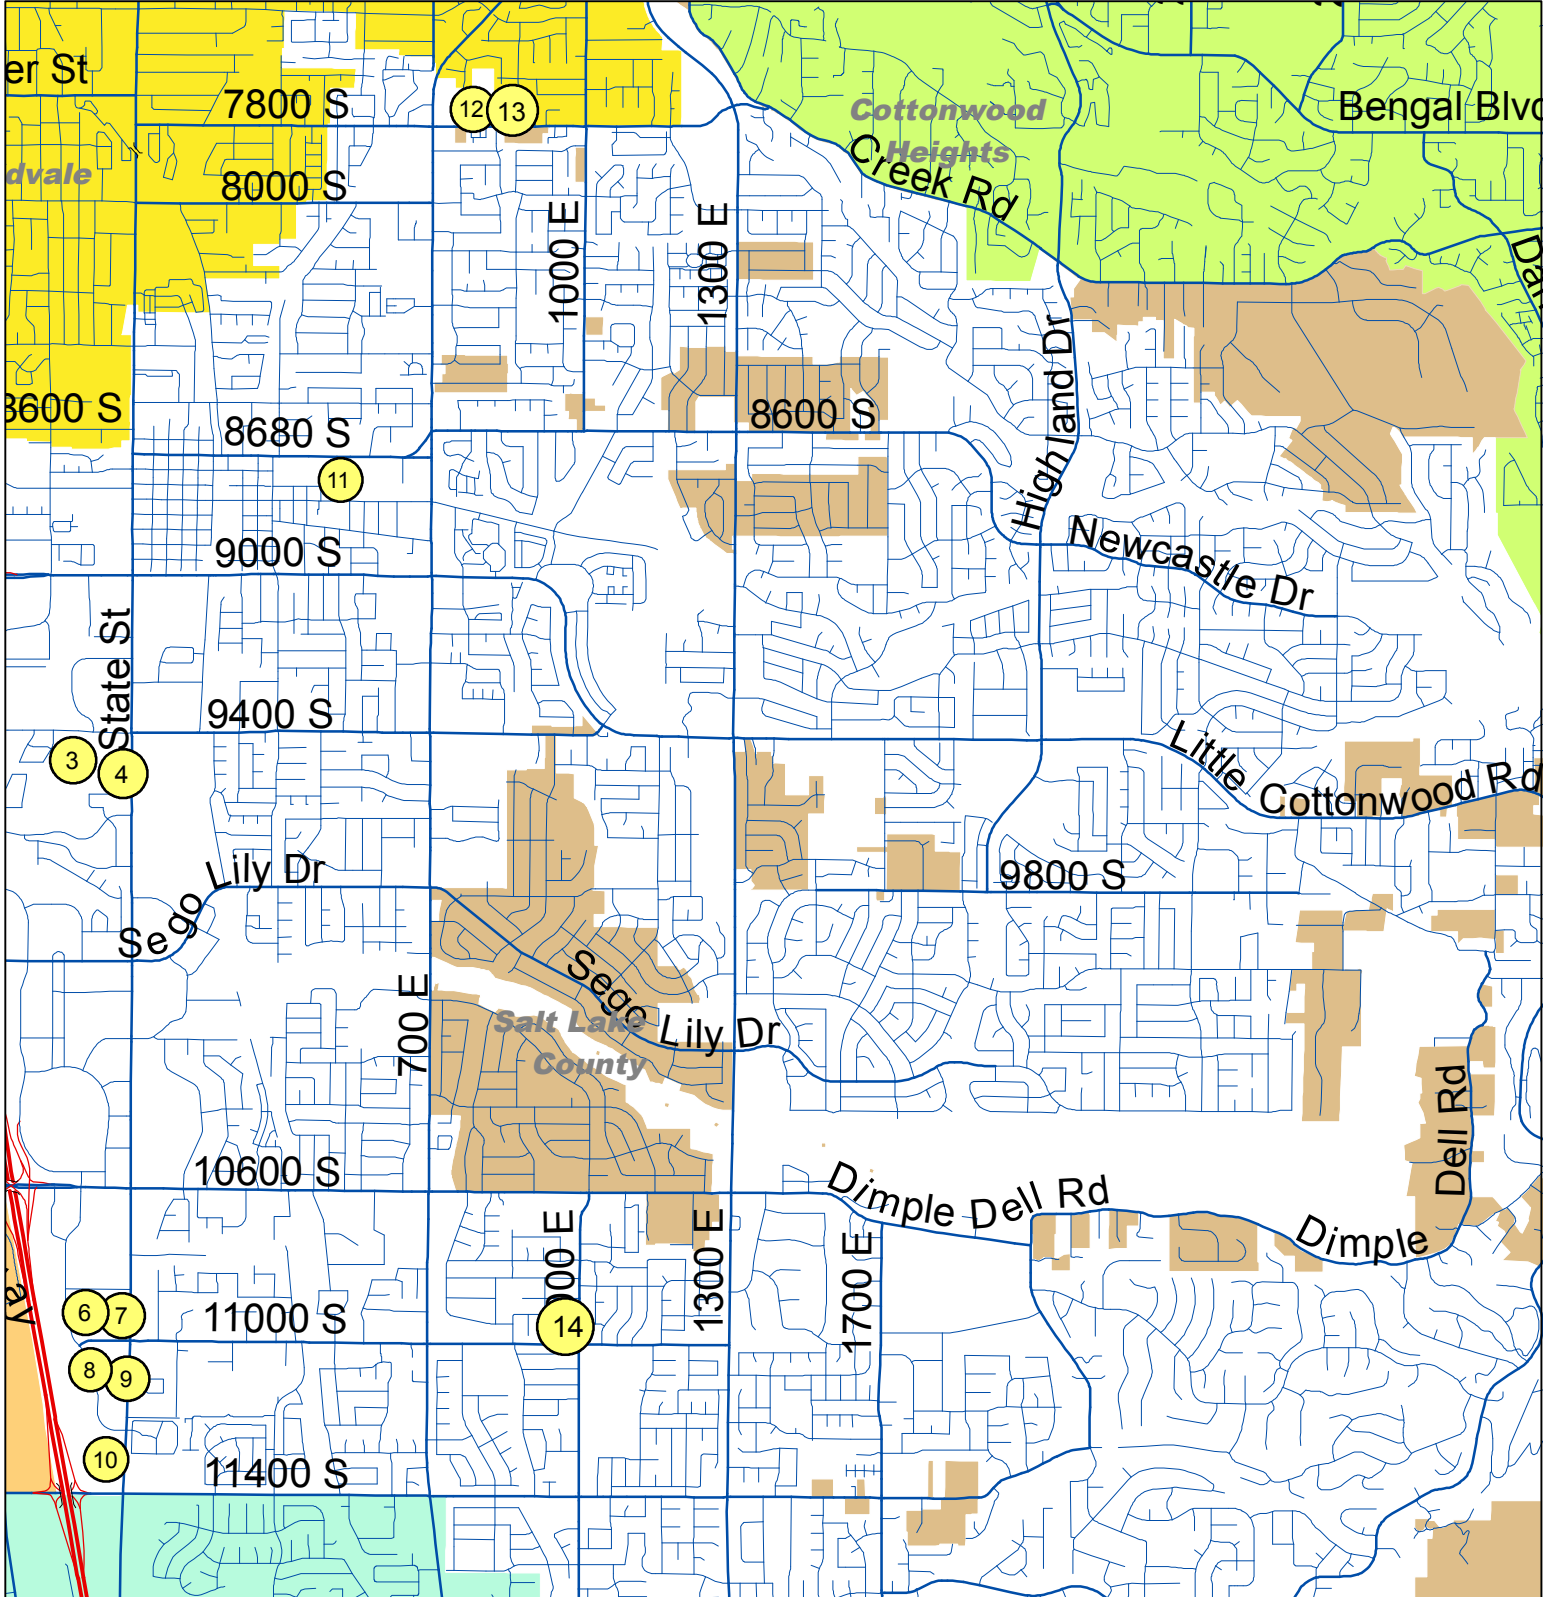 er St
7800 S
12
13
Cottonwood
Heights
Bengal Blvd
dvale
8000 S
Creek Rd
1000 E
1300 E
Highland Dr
8600 S
8600 S
8680 S
11
9000 S
Newcastle Dr
State St
9400 S
3
4
Little
Cottonwood Rd
Sego Lily Dr
9800 S
Sego Lily Dr
Salt Lake
County
700 E
Dell Rd
10600 S
Dimple Dell Rd
Dimple
000 E
1300 E
1700 E
6
7
11000 S
14
8
9
10
11400 S